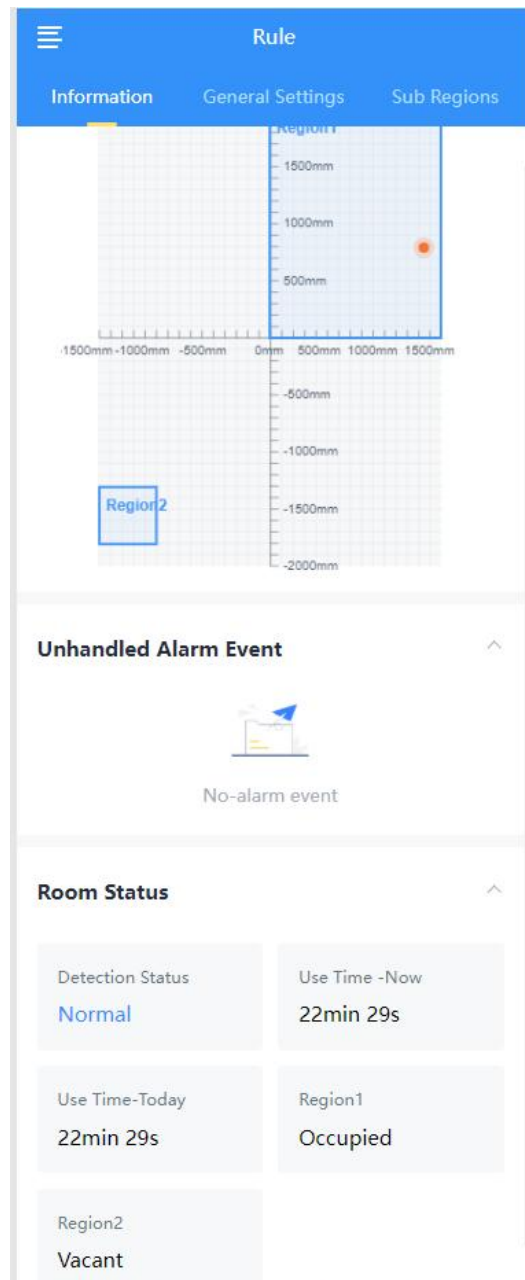 Rule
Information General Settings Sub Regions
Region1
1500mm
1000mm
500mm
-1500mm -1000mm -500mm 0mm 500mm 1000mm 1500mm
-500mm
-1000mm
Region2
-1500mm
-2000mm
Unhandled Alarm Event
No-alarm event
Room Status
Detection Status Use Time -Now
Normal 22min 29s
Use Time-Today Region1
22min 29s Occupied
Region2
Vacant